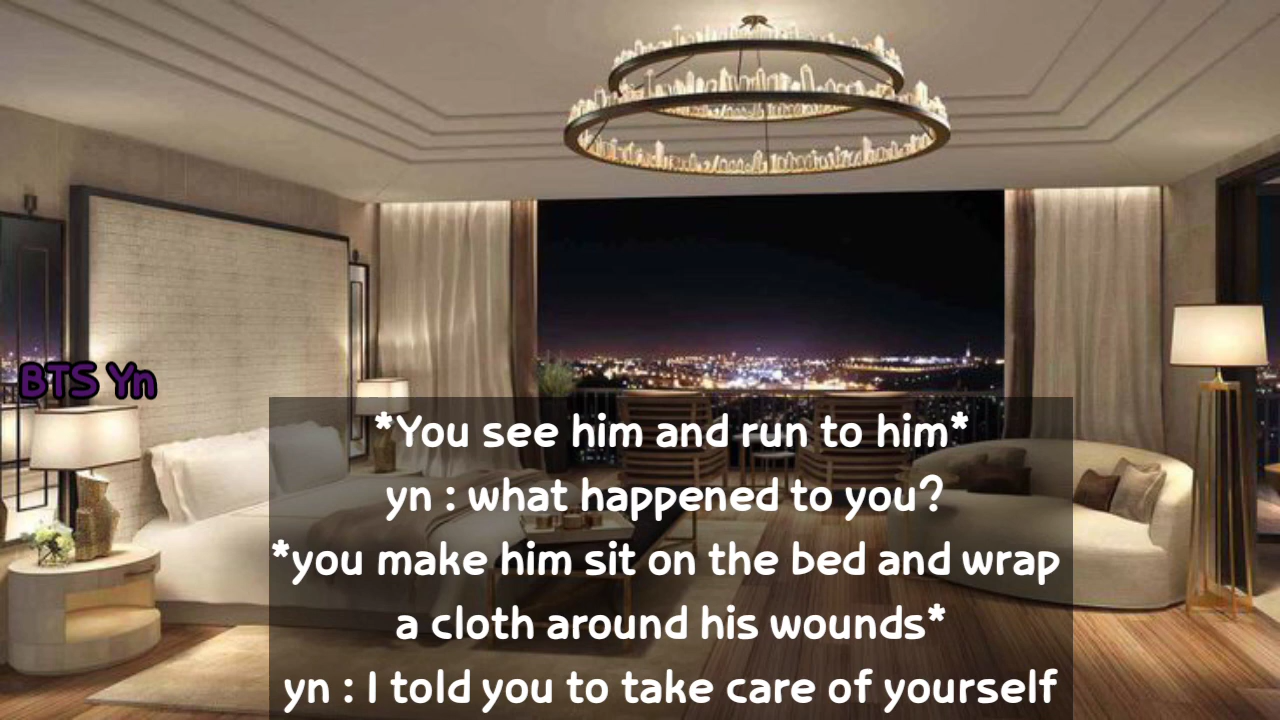 BTS Yn
*You see him and run to him*
yn : what happened to you?
*you make him sit on the bed and wrap
a cloth around his wounds*
yn : I told you to take care of yourself